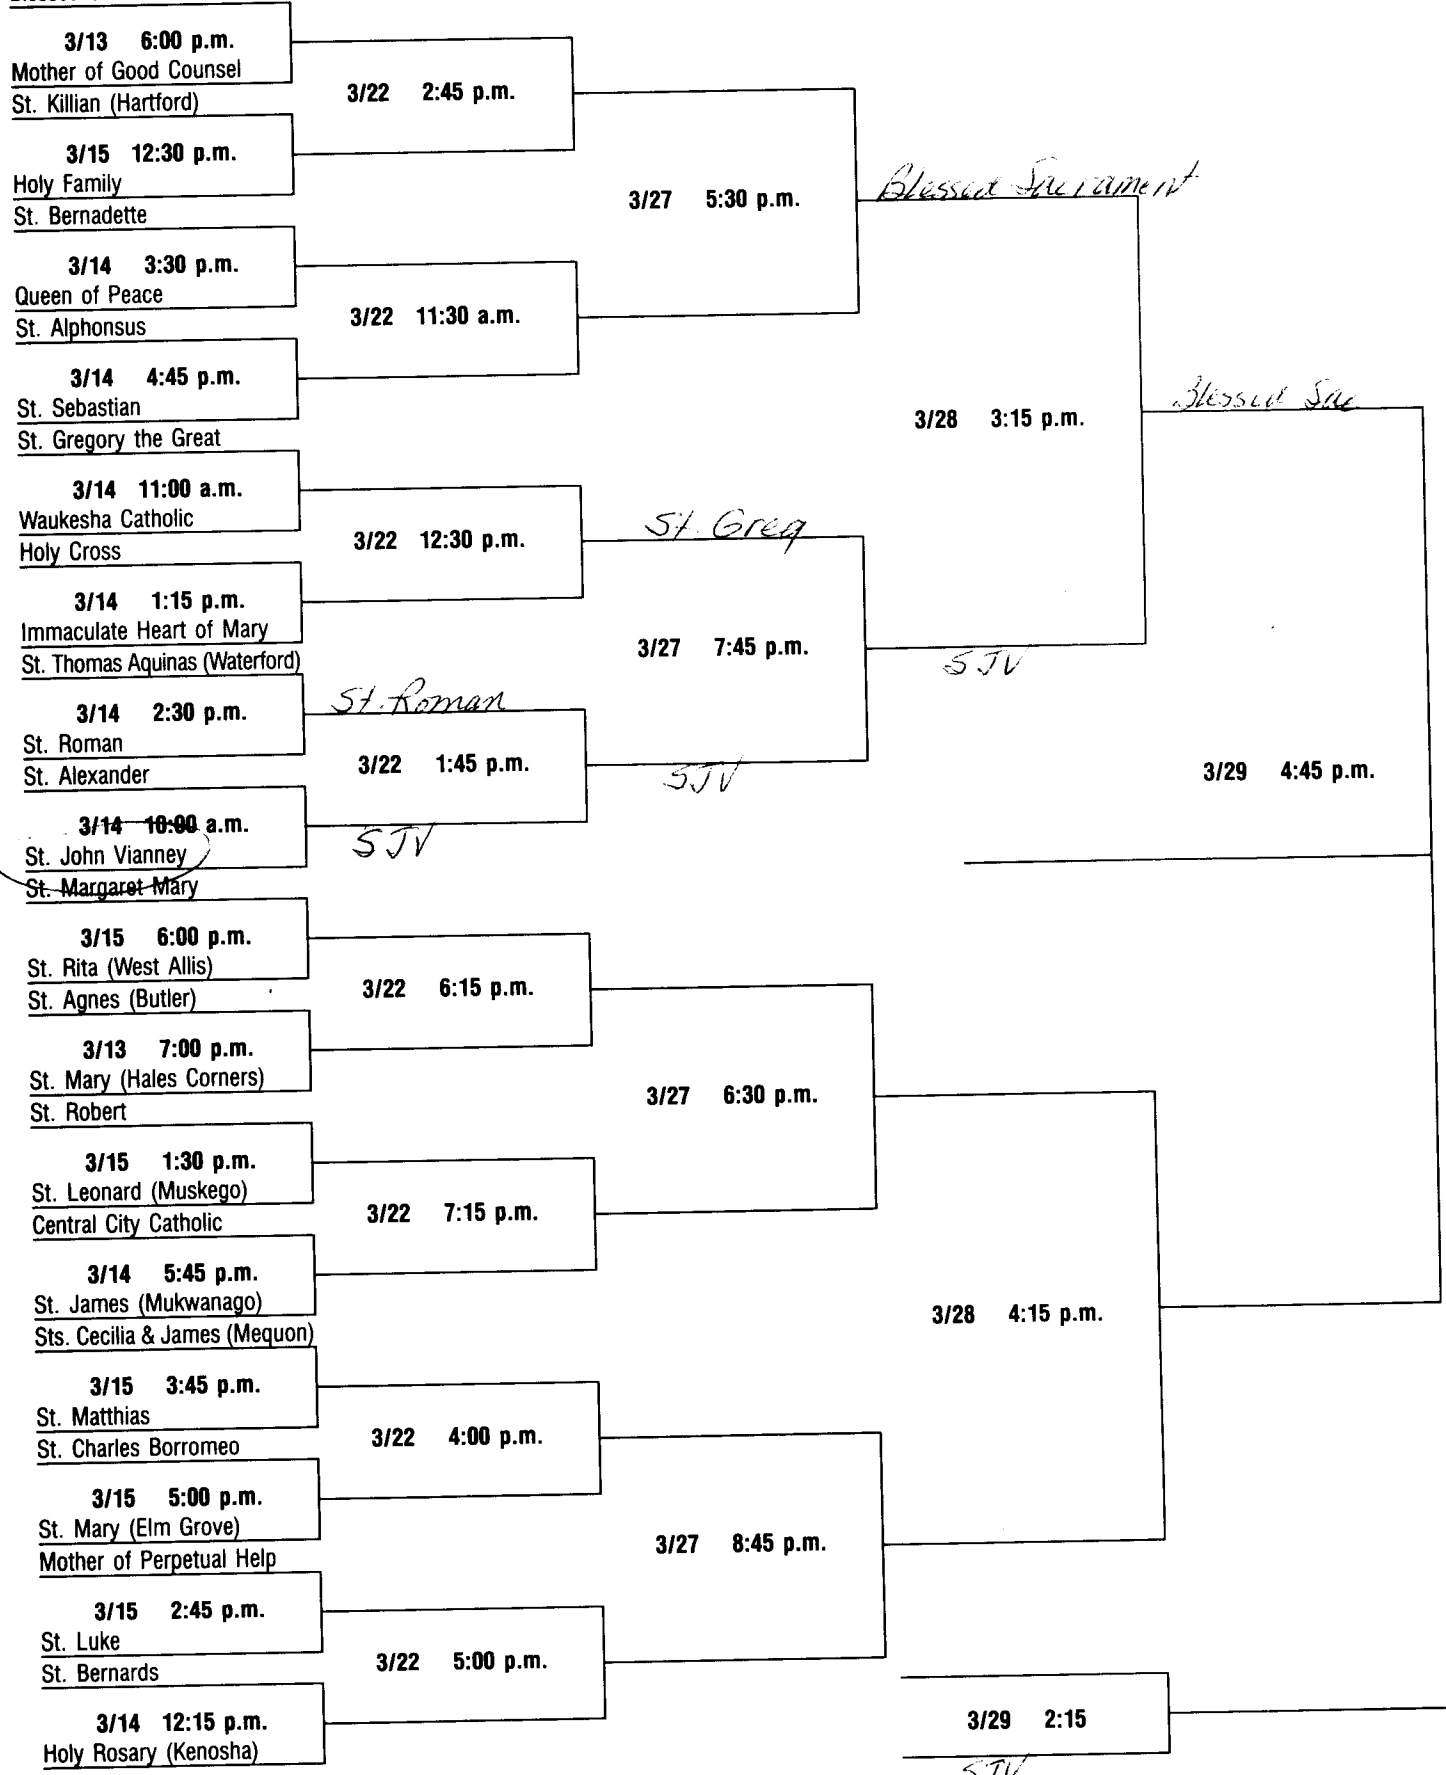 3/13 6:00 p.m.
Mother of Good Counsel
3/22 2:45 p.m.
St. Killian (Hartford)
3/15 12:30 p.m.
Holy Family
3/27 5:30 p.m.
Blessed Sacrament
St. Bernadette
3/14 3:30 p.m.
Queen of Peace
3/22 11:30 a.m.
St. Alphonsus
3/14 4:45 p.m.
St. Sebastian
3/28 3:15 p.m.
Blessed Sac
St. Gregory the Great
3/14 11:00 a.m.
Waukesha Catholic
3/22 12:30 p.m.
St. Greg
Holy Cross
3/14 1:15 p.m.
Immaculate Heart of Mary
3/27 7:45 p.m.
SJV
St. Thomas Aquinas (Waterford)
St. Roman
3/14 2:30 p.m.
St. Roman
3/22 1:45 p.m.
SJV
St. Alexander
3/29 4:45 p.m.
3/14 10:00 a.m.
SJV
St. John Vianney
St. Margaret Mary
3/15 6:00 p.m.
St. Rita (West Allis)
3/22 6:15 p.m.
St. Agnes (Butler)
3/13 7:00 p.m.
St. Mary (Hales Corners)
3/27 6:30 p.m.
St. Robert
3/15 1:30 p.m.
St. Leonard (Muskego)
3/22 7:15 p.m.
Central City Catholic
3/14 5:45 p.m.
St. James (Mukwanago)
3/28 4:15 p.m.
Sts. Cecilia & James (Mequon)
3/15 3:45 p.m.
St. Matthias
3/22 4:00 p.m.
St. Charles Borromeo
3/15 5:00 p.m.
St. Mary (Elm Grove)
3/27 8:45 p.m.
Mother of Perpetual Help
3/15 2:45 p.m.
St. Luke
3/22 5:00 p.m.
St. Bernards
3/14 12:15 p.m.
3/29 2:15
Holy Rosary (Kenosha)
SJV